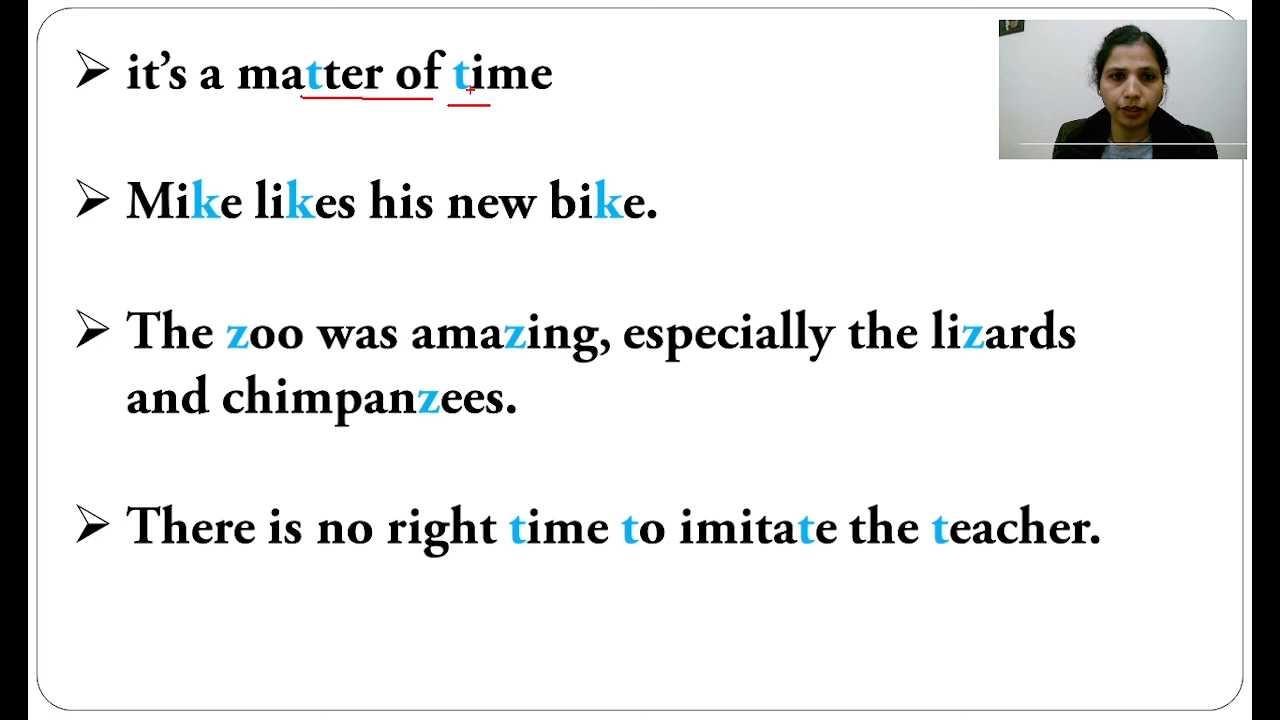 it’s a matter of time
Mike likes his new bike.
The zoo was amazing, especially the lizards
and chimpanzees.
There is no right time to imitate the teacher.